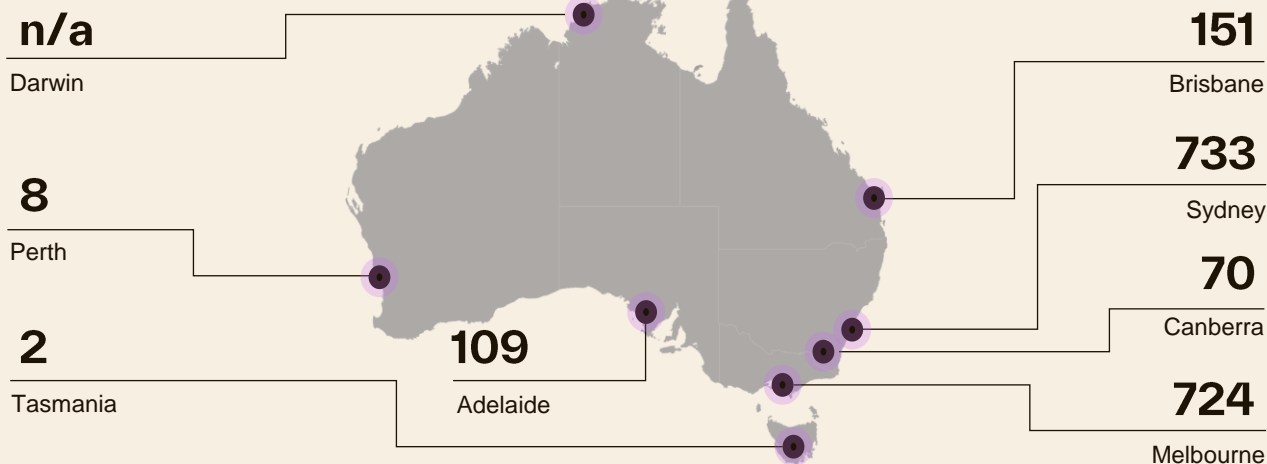 n/a
Darwin
8
Perth
2
Tasmania
109
Adelaide
151
Brisbane
733
Sydney
70
Canberra
724
Melbourne